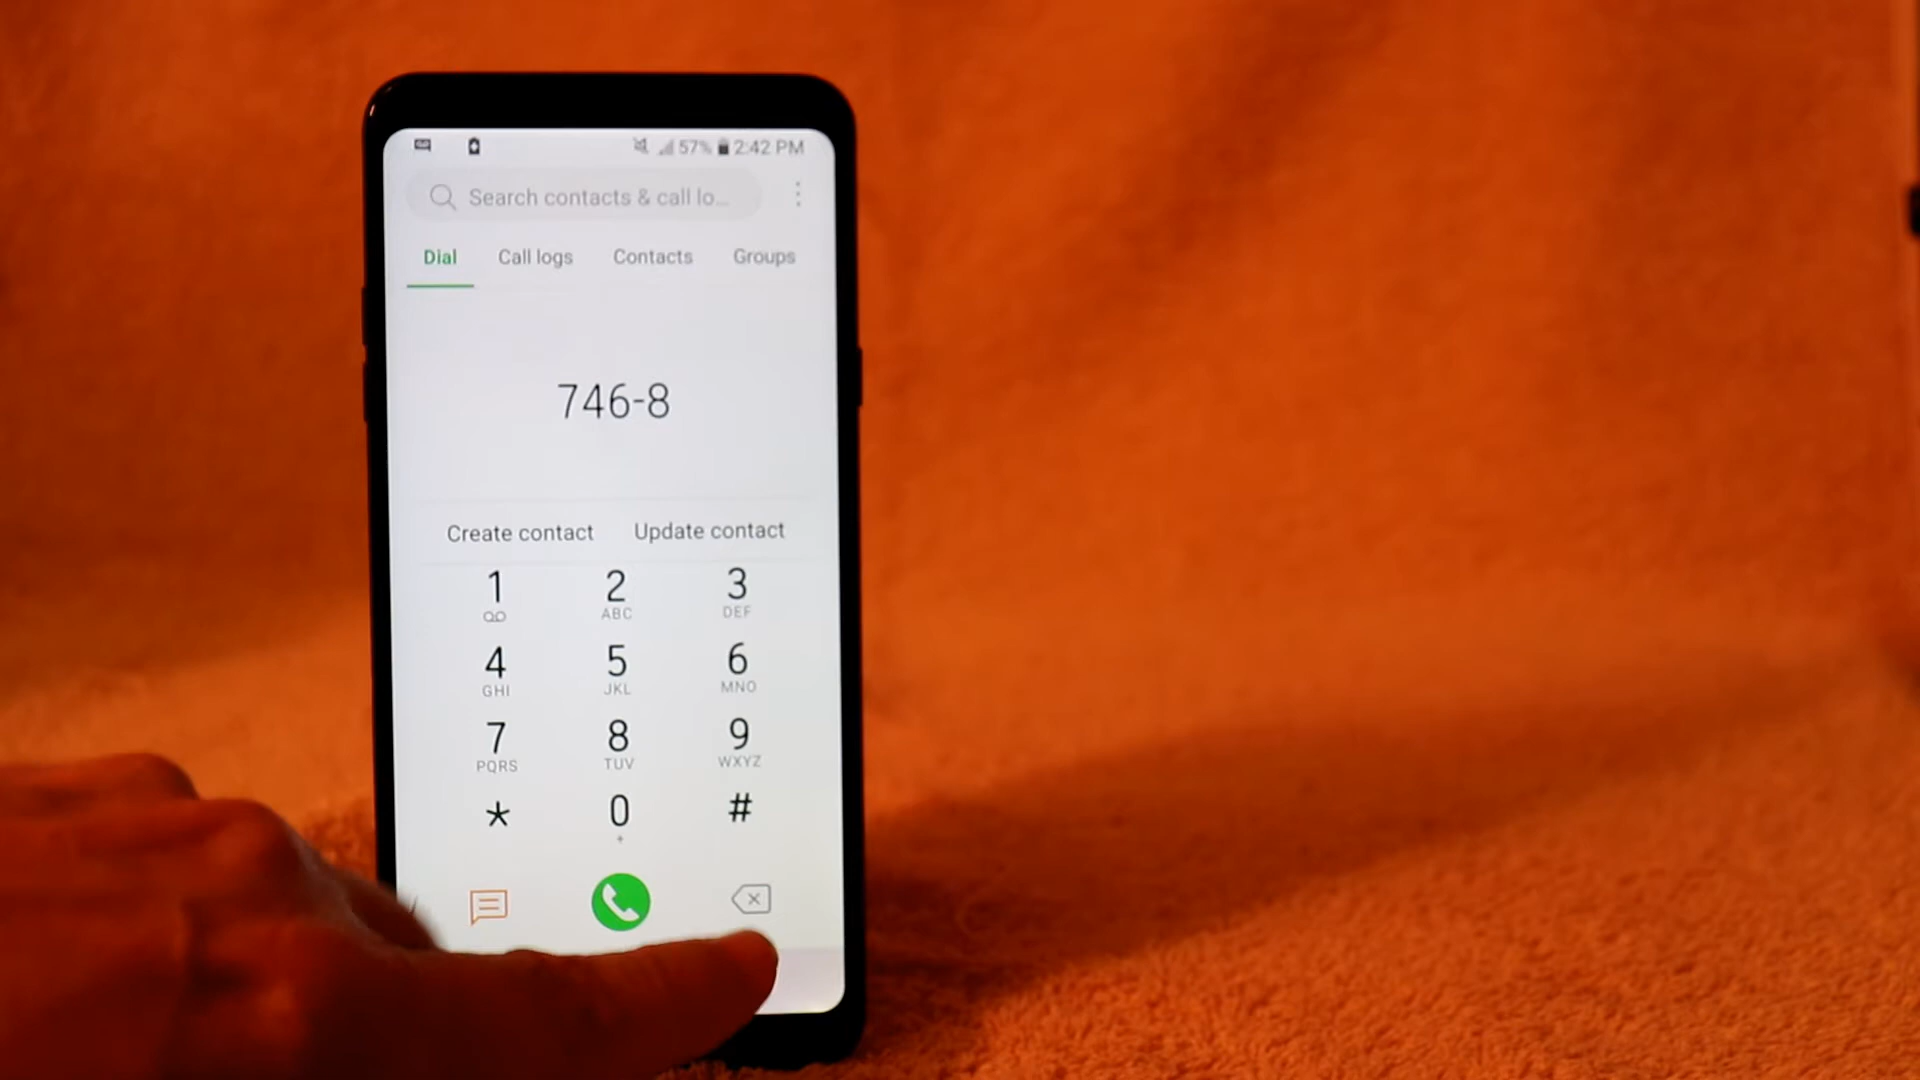 57% 2:42 PM
Search contacts & call lo...
Dial Call logs Contacts Groups
746-8
Create contact Update contact
1 2 3
ABC DEF
4 5 6
GHI JKL MNO
7 8 9
PQRS TUV WXYZ
* 0 #
+